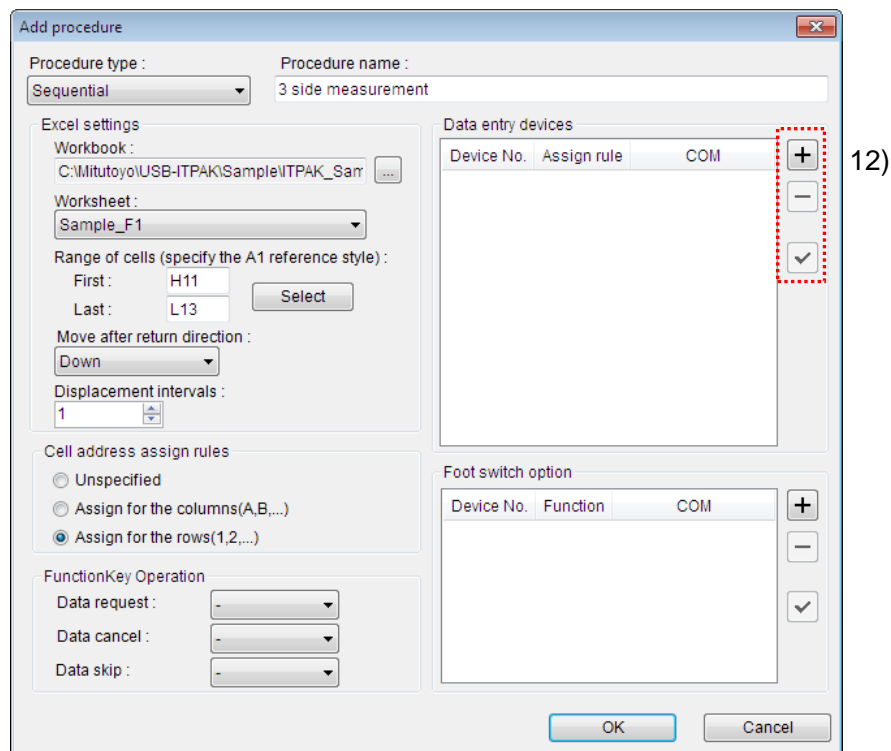 Add procedure
Procedure type :
Procedure name :
Sequential
3 side measurement
Excel settings
Workbook :
C:\Mitutoyo\USB-ITPAK\Sample\ITPAK_Sam
...
Worksheet :
Sample_F1
Range of cells (specify the A1 reference style) :
First :
H11
Last :
L13
Select
Move after return direction :
Down
Displacement intervals :
1
Cell address assign rules
Unspecified
Assign for the columns(A,B,...)
Assign for the rows(1,2,...)
FunctionKey Operation
Data request :
-
Data cancel :
-
Data skip :
-
Data entry devices
Device No. Assign rule COM
12)
Foot switch option
Device No. Function COM
OK
Cancel